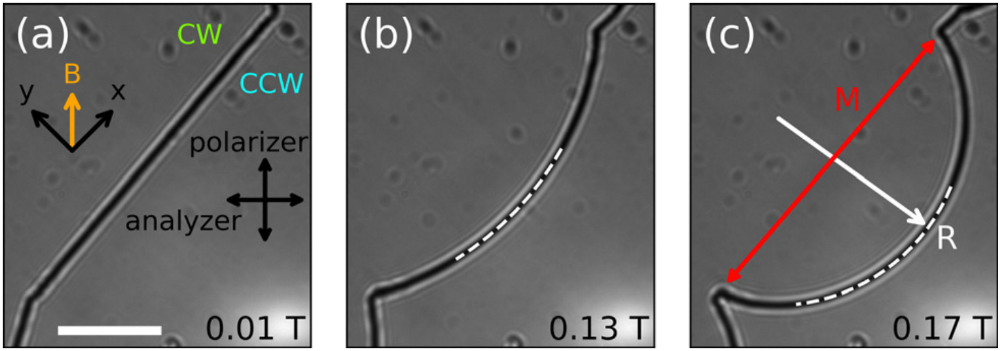 (a)
CW
CCW
B
y
x
polarizer
analyzer
0.01 T
(b)
0.13 T
(c)
M
R
0.17 T